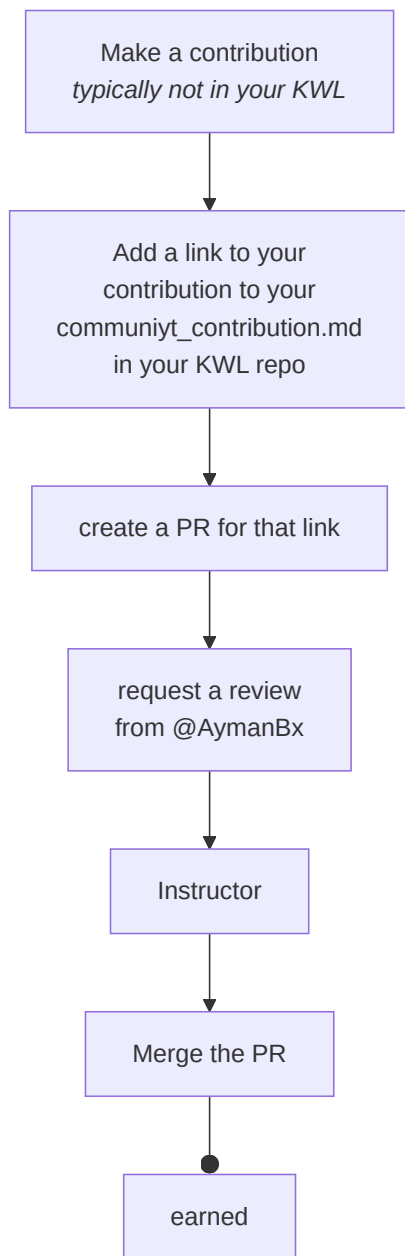 Make a contribution
typically not in your KWL
Add a link to your
contribution to your
communiyt_contribution.md
in your KWL repo
create a PR for that link
request a review
from @AymanBx
Instructor
Merge the PR
earned